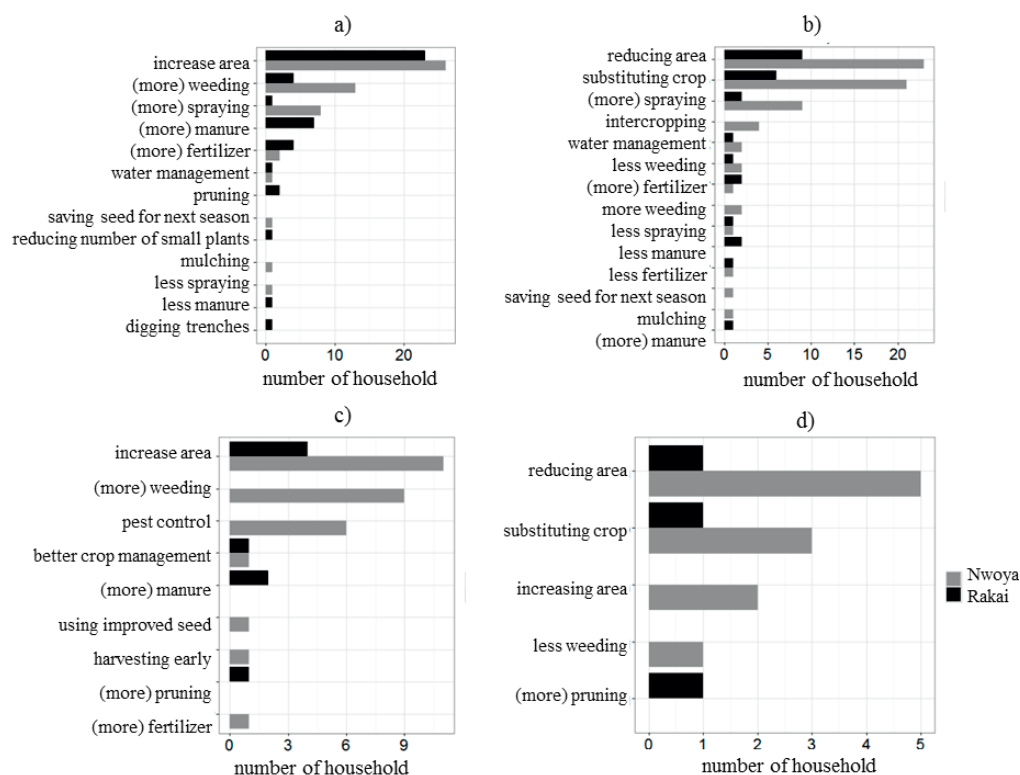 a)
increase area
(more) weeding
(more) spraying
(more) manure
(more) fertilizer
water management
pruning
saving seed for next season
reducing number of small plants
mulching
less spraying
less manure
digging trenches
0 10 20
number of household
b)
reducing area
substituting crop
(more) spraying
intercropping
water management
less weeding
(more) fertilizer
more weeding
less spraying
less manure
less fertilizer
saving seed for next season
mulching
(more) manure
0 5 10 15 20
number of household
c)
increase area
(more) weeding
pest control
better crop management
(more) manure
using improved seed
harvesting early
(more) pruning
(more) fertilizer
0 3 6 9
number of household
d)
reducing area
substituting crop
increasing area
less weeding
(more) pruning
0 1 2 3 4 5
number of household
Nwoya
Rakai